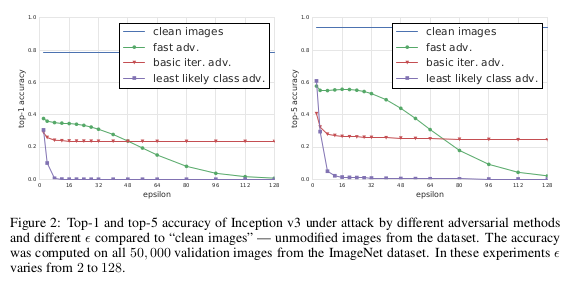 1.0
0.8
0.6
0.4
0.2
0.0
top-1 accuracy
clean images
fast adv.
basic iter. adv.
least likely class adv.
0 16 32 48 64 80 96 112 128
epsilon
1.0
0.8
0.6
0.4
0.2
0.0
top-5 accuracy
clean images
fast adv.
basic iter. adv.
least likely class adv.
0 16 32 48 64 80 96 112 128
epsilon
Figure 2: Top-1 and top-5 accuracy of Inception v3 under attack by different adversarial methods
and different ϵ compared to “clean images” — unmodified images from the dataset. The accuracy
was computed on all 50,000 validation images from the ImageNet dataset. In these experiments ϵ
varies from 2 to 128.